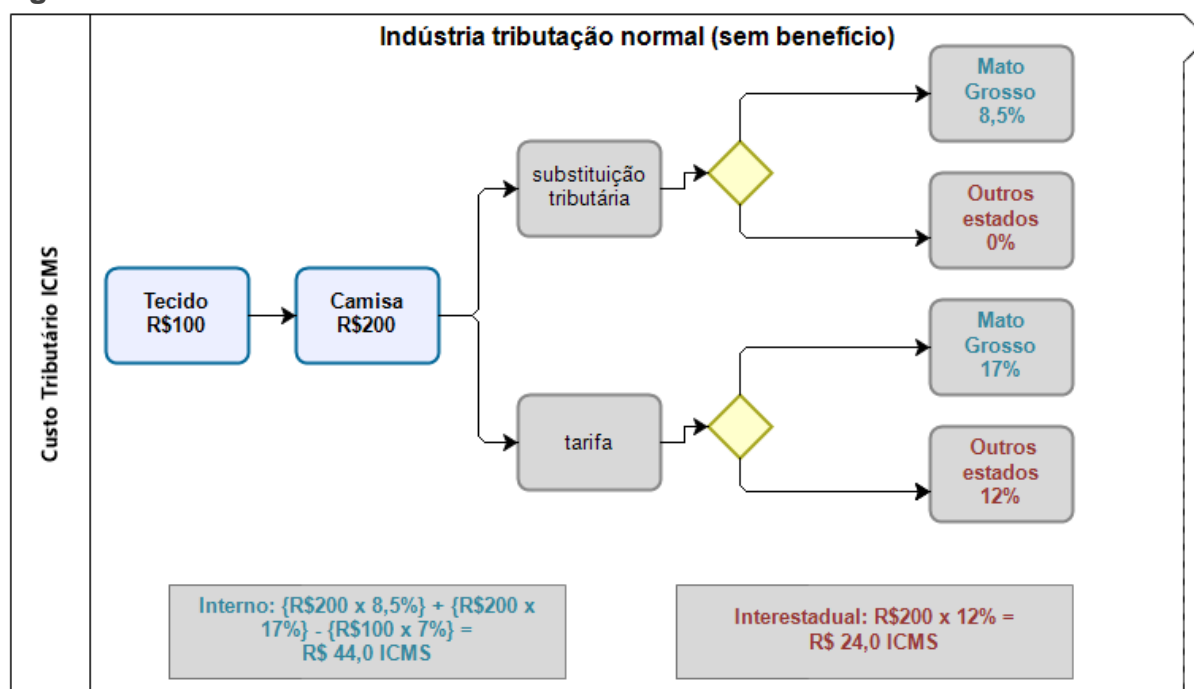 Indústria tributação normal (sem benefício)
Custo Tributário ICMS
Tecido
R$100
Camisa
R$200
substituição
tributária
Mato
Grosso
8,5%
Outros
estados
0%
tarifa
Mato
Grosso
17%
Outros
estados
12%
Interno: {R$200 x 8,5%} + {R$200 x
17%} - {R$100 x 7%} =
R$ 44,0 ICMS
Interestadual: R$200 x 12% =
R$ 24,0 ICMS